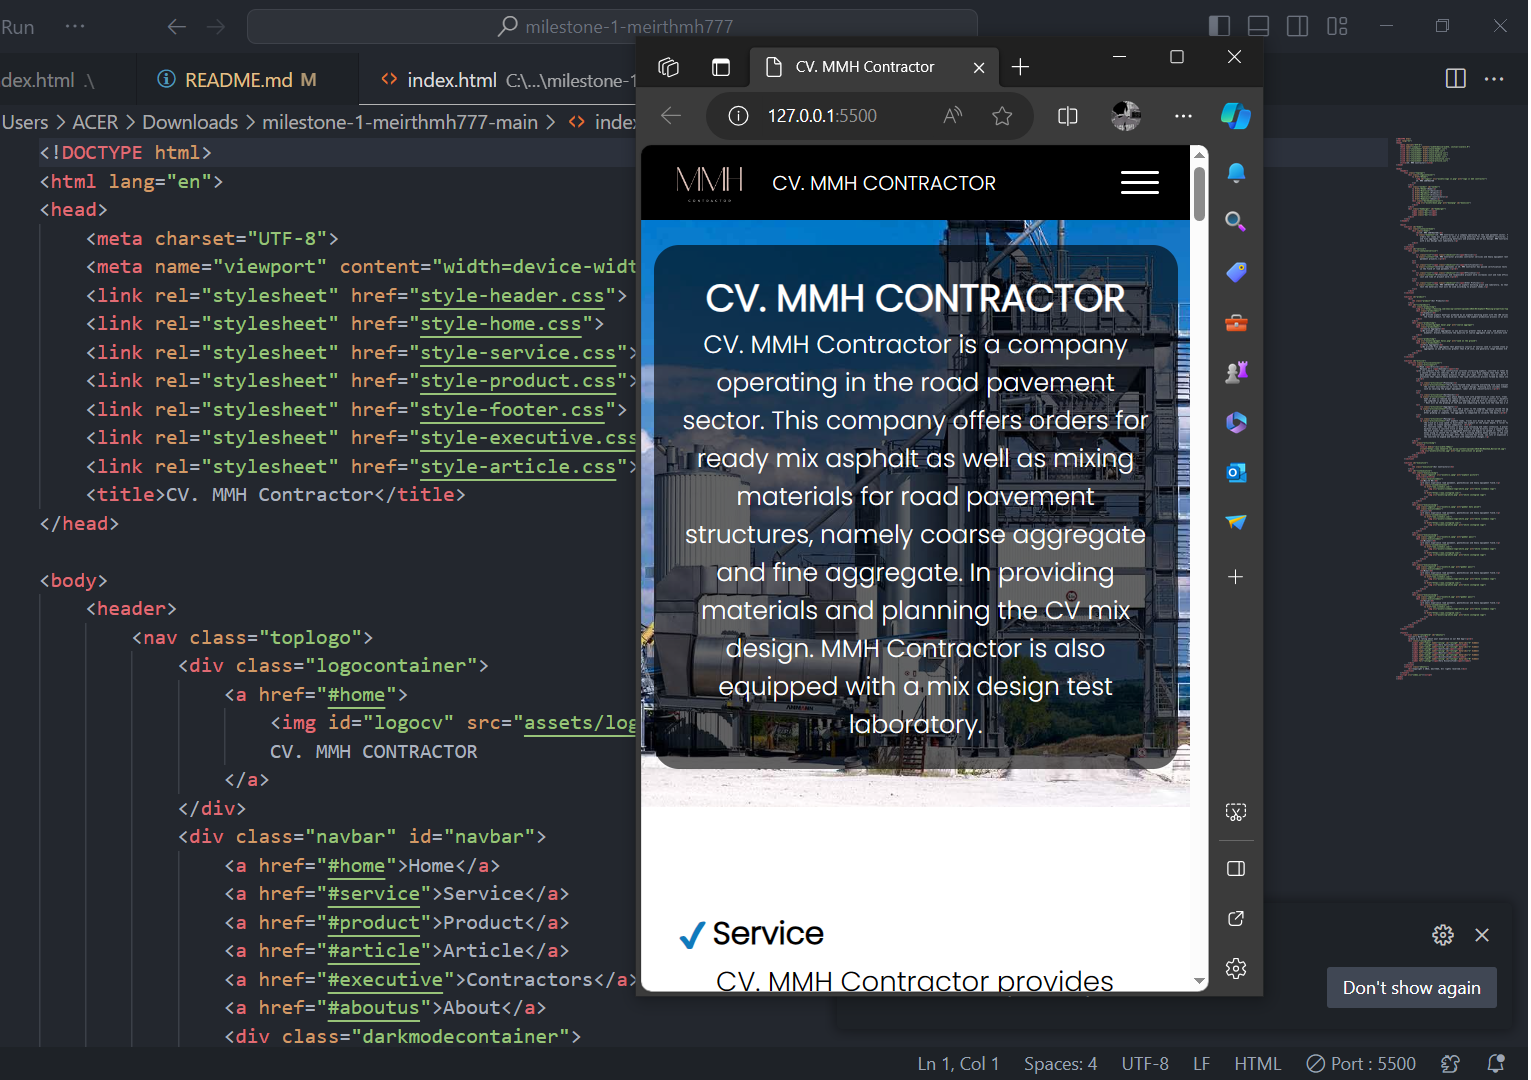 Run
milestone-1-meirthmh777
dex.html .\
README.md M
index.html C:\...\milestone-1
Users > ACER > Downloads > milestone-1-meirthmh777-main > <> inde
<!DOCTYPE html>
<html lang="en">
<head>
<meta charset="UTF-8">
<meta name="viewport" content="width=device-widt
<link rel="stylesheet" href="style-header.css">
<link rel="stylesheet" href="style-home.css">
<link rel="stylesheet" href="style-service.css">
<link rel="stylesheet" href="style-product.css">
<link rel="stylesheet" href="style-footer.css">
<link rel="stylesheet" href="style-executive.css
<link rel="stylesheet" href="style-article.css">
<title>CV. MMH Contractor</title>
</head>
<body>
<header>
<nav class="toplogo">
<div class="logocontainer">
<a href="#home">
<img id="logocv" src="assets/log
CV. MMH CONTRACTOR
</a>
</div>
<div class="navbar" id="navbar">
<a href="#home">Home</a>
<a href="#service">Service</a>
<a href="#product">Product</a>
<a href="#article">Article</a>
<a href="#executive">Contractors</a>
<a href="#aboutus">About</a>
<div class="darkmodecontainer">
CV. MMH Contractor
127.0.0.1:5500
MMH
CONTRACTOR
CV. MMH CONTRACTOR
CV. MMH CONTRACTOR
CV. MMH Contractor is a company
operating in the road pavement
sector. This company offers orders for
ready mix asphalt as well as mixing
materials for road pavement
structures, namely coarse aggregate
and fine aggregate. In providing
materials and planning the CV mix
design. MMH Contractor is also
equipped with a mix design test
laboratory.
Service
CV. MMH Contractor provides
Don't show again
Ln 1, Col 1
Spaces: 4
UTF-8
LF
HTML
Port : 5500